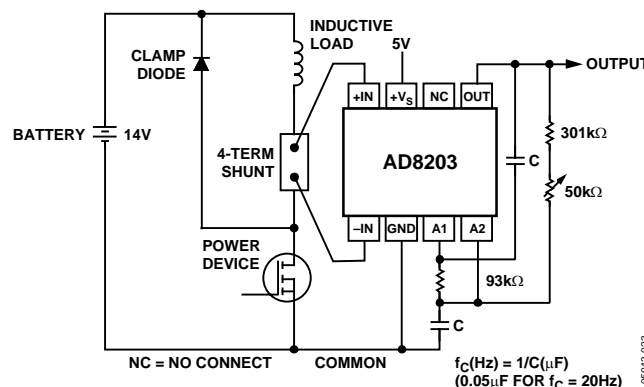 INDUCTIVE
LOAD
CLAMP
DIODE
5V
OUTPUT
+IN
+VS
NC
OUT
301kΩ
BATTERY
14V
4-TERM
SHUNT
AD8203
C
50kΩ
–IN
GND
A1
A2
POWER
DEVICE
93kΩ
C
NC = NO CONNECT
COMMON
fC(Hz) = 1/C(μF)
(0.05μF FOR fC = 20Hz)